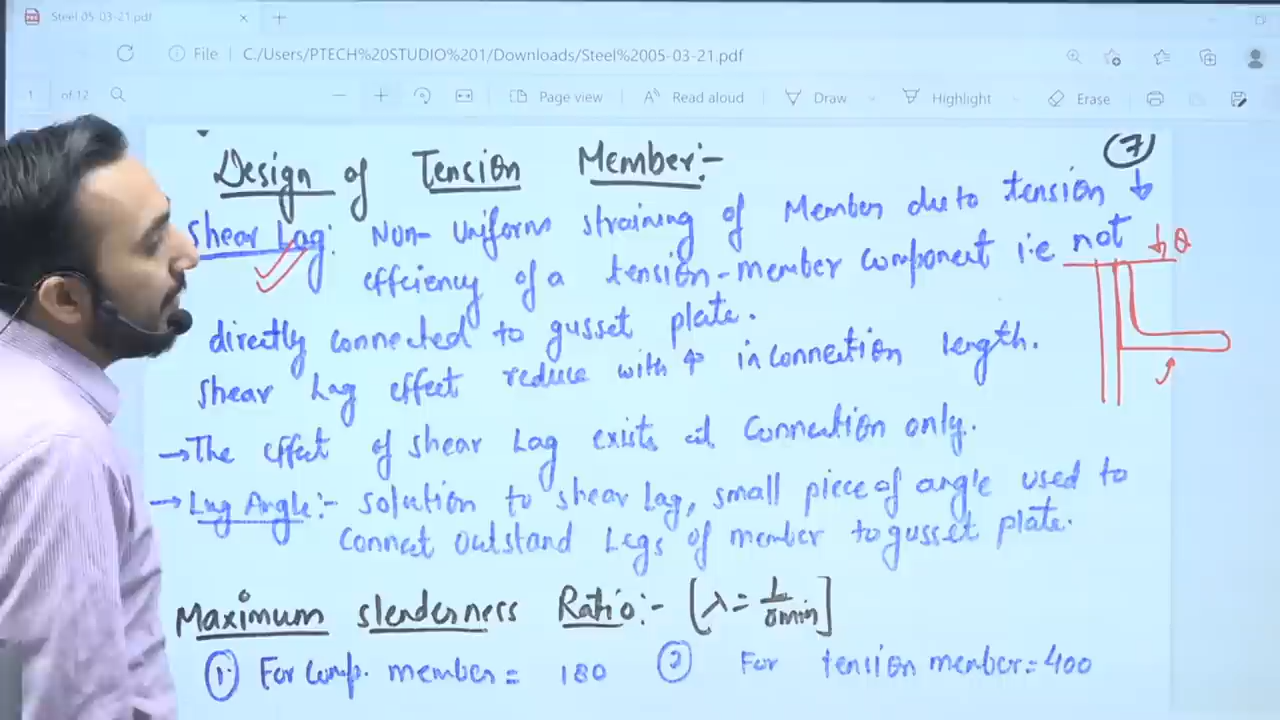 Steel 05-03-21.pdf
File C:/Users/PTECH%20STUDIO%201/Downloads/Steel%2005-03-21.pdf
1 of 12 Page view Read aloud Draw Highlight Erase
7
Design of Tension Member:-
Shear Lag: Non-Uniform straining of Member due to tension ↓
efficiency of a tension-member component i.e not
directly connected to gusset plate.
shear Lag effect reduce with ↑ in connection length.
→ The effect of shear Lag exists at Connection only.
→ Lug Angle:- solution to shear lag, small piece of angle used to
connect outstand Legs of member to gusset plate.
Maximum slenderness Ratio:- [λ = L/rmin]
1. For Comp. member = 180 2 For tension member = 400